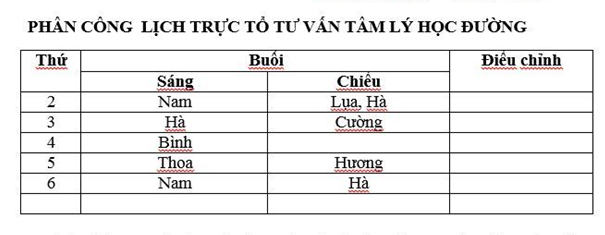 PHÂN CÔNG LỊCH TRỰC TỔ TƯ VẤN TÂM LÝ HỌC ĐƯỜNG
Thứ Buổi Điều chỉnh
Sáng Chiều
2 Nam Lụa, Hà
3 Hà Cường
4 Bình
5 Thoa Hương
6 Nam Hà